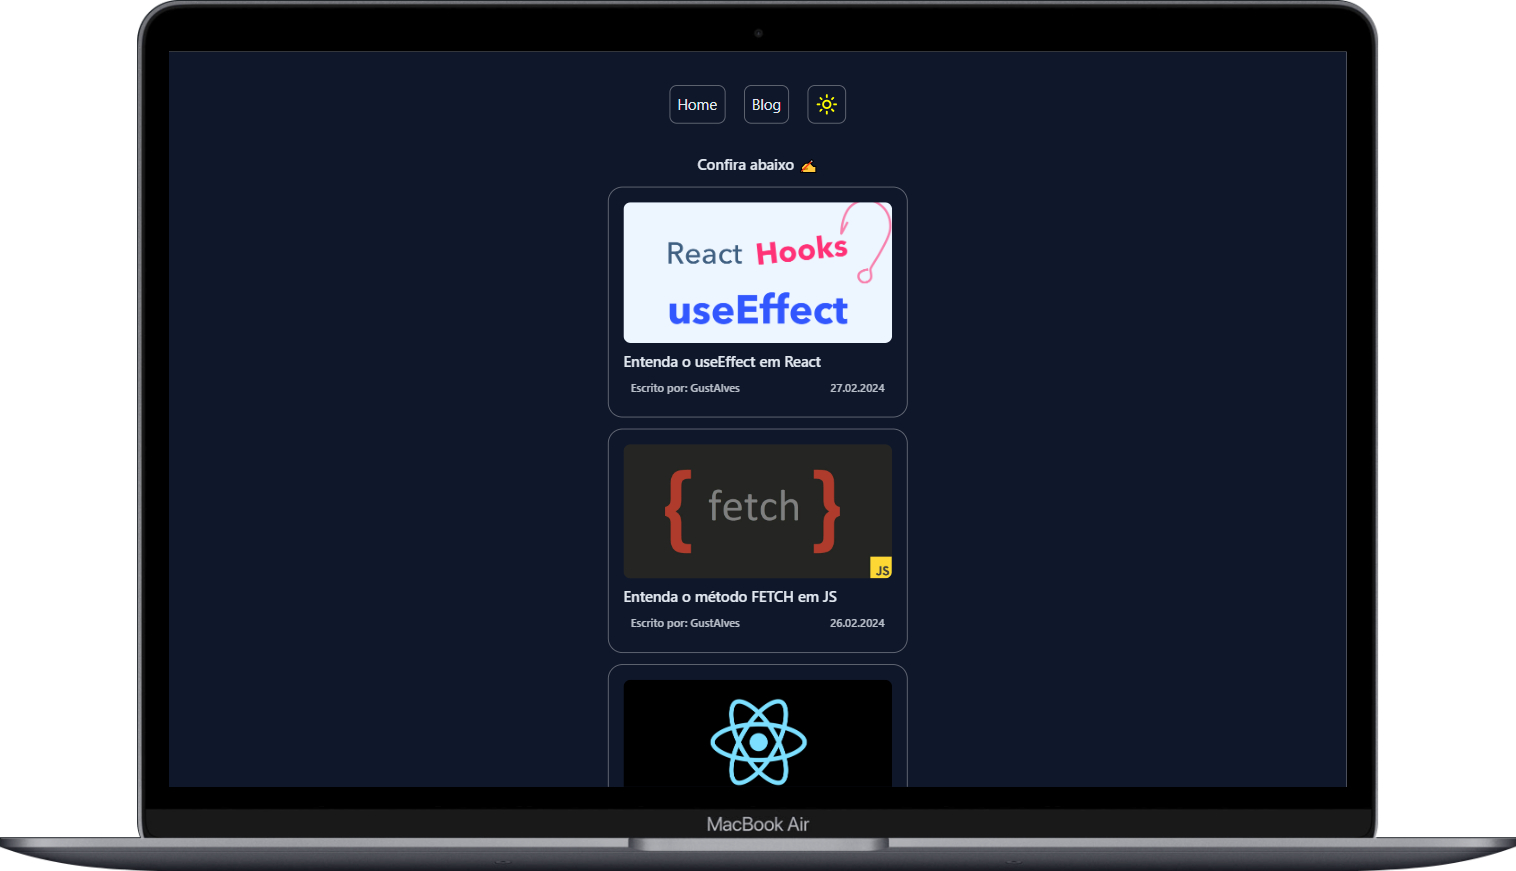 Home Blog
Confira abaixo ✍
React Hooks
useEffect
Entenda o useEffect em React
Escrito por: GustAlves 27.02.2024
{ fetch }
JS
Entenda o método FETCH em JS
Escrito por: GustAlves 26.02.2024
MacBook Air